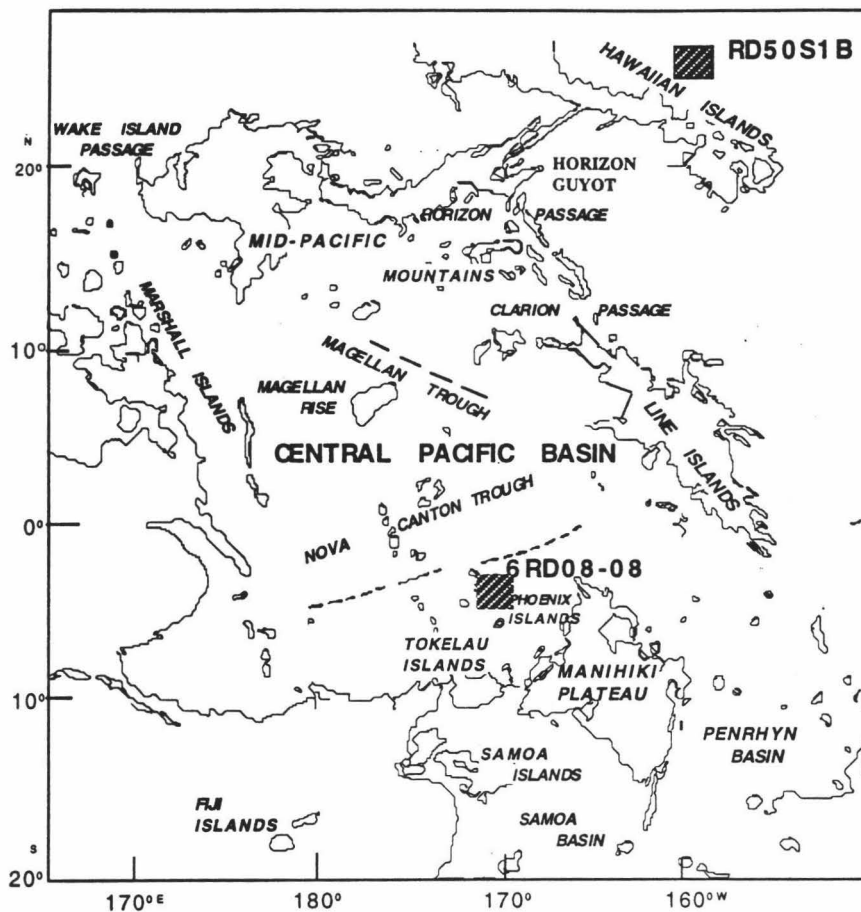 RD50S1B
HAWAIIAN ISLANDS
WAKE ISLAND
PASSAGE
N
20°
HORIZON
GUYOT
HORIZON PASSAGE
MID-PACIFIC
MOUNTAINS
MARSHALL ISLANDS
CLARION PASSAGE
10°
MAGELLAN TROUGH
MAGELLAN
RISE
LINE ISLANDS
CENTRAL PACIFIC BASIN
0°
NOVA CANTON TROUGH
6RD08-08
PHOENIX
ISLANDS
TOKELAU
ISLANDS
MANIHIKI
PLATEAU
10°
PENRHYN
BASIN
SAMOA
ISLANDS
FIJI
ISLANDS
SAMOA
BASIN
S
20°
170°E 180° 170° 160°W